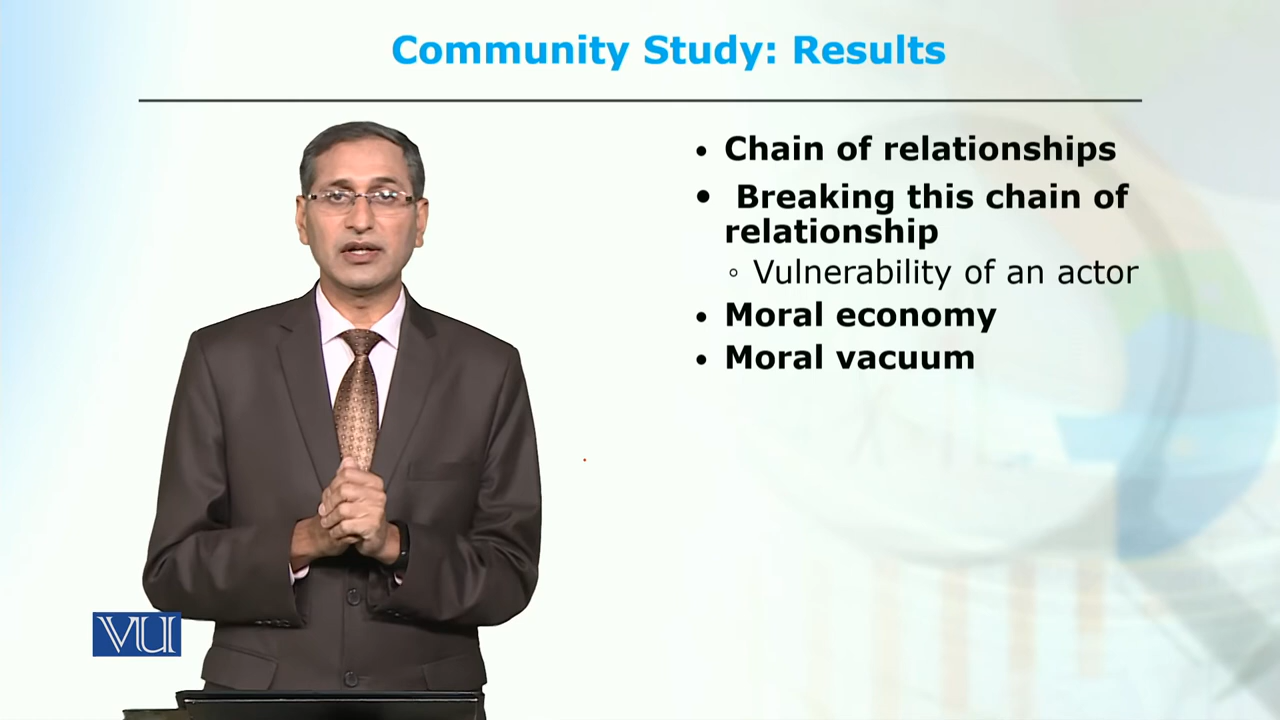 Community Study: Results
• Chain of relationships
• Breaking this chain of
relationship
◦ Vulnerability of an actor
• Moral economy
• Moral vacuum
VU